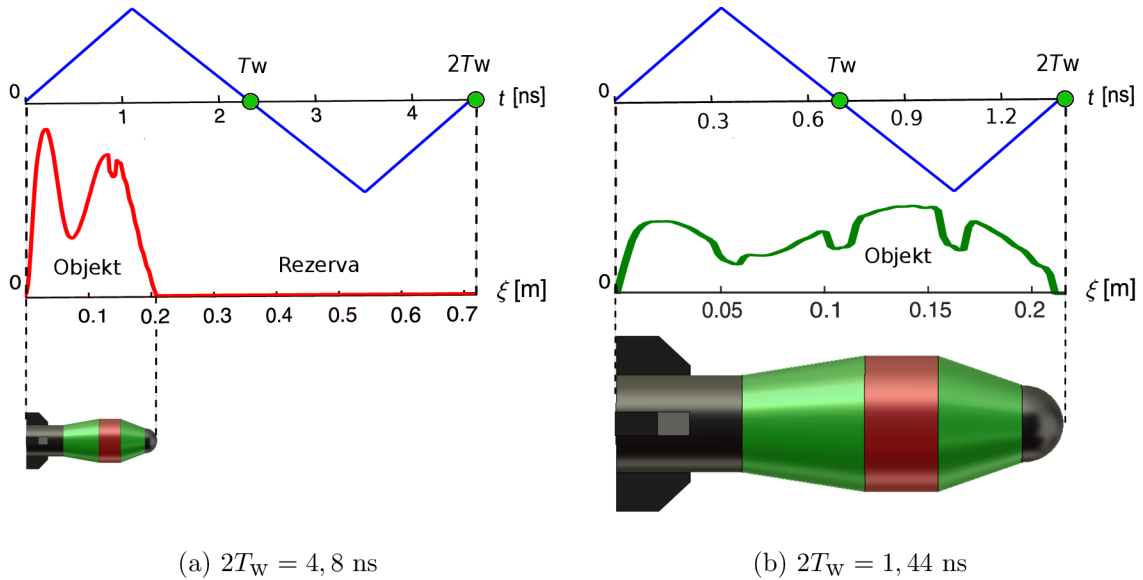 Tw
2Tw
0
1
2
3
4
t [ns]
Objekt
Rezerva
0
0.1
0.2
0.3
0.4
0.5
0.6
0.7
ξ [m]
(a) 2T_W = 4, 8 ns
Tw
2Tw
0
0.3
0.6
0.9
1.2
t [ns]
Objekt
0
0.05
0.1
0.15
0.2
ξ [m]
(b) 2T_W = 1, 44 ns